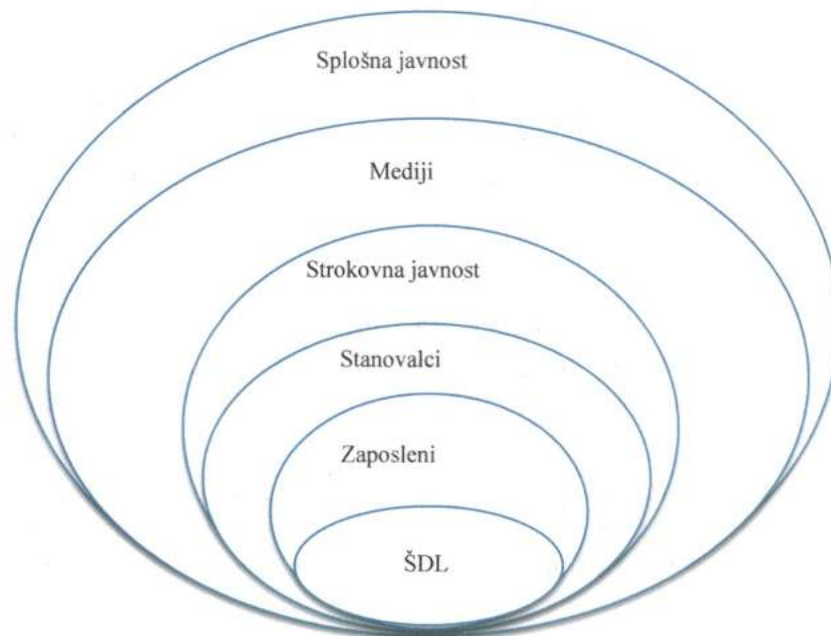 Splošna javnost
Mediji
Strokovna javnost
Stanovalci
Zaposleni
ŠDL